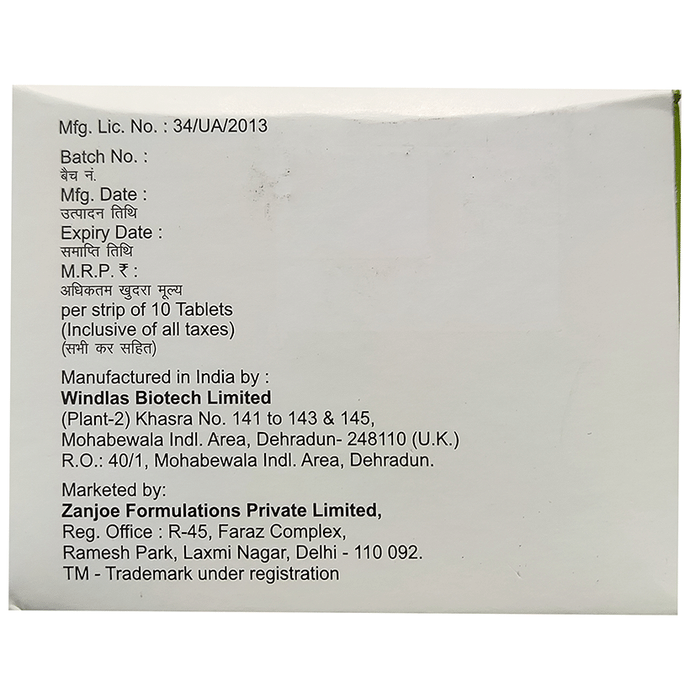 Mfg. Lic. No. : 34/UA/2013
Batch No. :
बैच नं.
Mfg. Date :
उत्पादन तिथि
Expiry Date :
समाप्ति तिथि
M.R.P. ₹ :
अधिकतम खुदरा मूल्य
per strip of 10 Tablets
(Inclusive of all taxes)
(सभी कर सहित)
Manufactured in India by :
Windlas Biotech Limited
(Plant-2) Khasra No. 141 to 143 & 145,
Mohabewala Indl. Area, Dehradun- 248110 (U.K.)
R.O.: 40/1, Mohabewala Indl. Area, Dehradun.
Marketed by:
Zanjoe Formulations Private Limited,
Reg. Office : R-45, Faraz Complex,
Ramesh Park, Laxmi Nagar, Delhi - 110 092.
TM - Trademark under registration